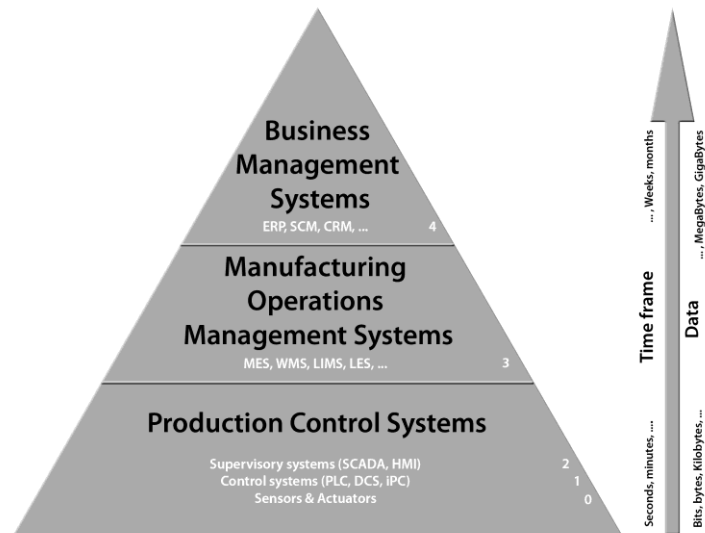 Business
Management
Systems
ERP, SCM, CRM, ... 4
Manufacturing
Operations
Management Systems
MES, WMS, LIMS, LES, ... 3
Production Control Systems
Supervisory systems (SCADA, HMI) 2
Control systems (PLC, DCS, iPC) 1
Sensors & Actuators 0
Time frame
Seconds, minutes, ....
... , Weeks, months
Data
Bits, bytes, Kilobytes, ...
... , MegaBytes, GigaBytes